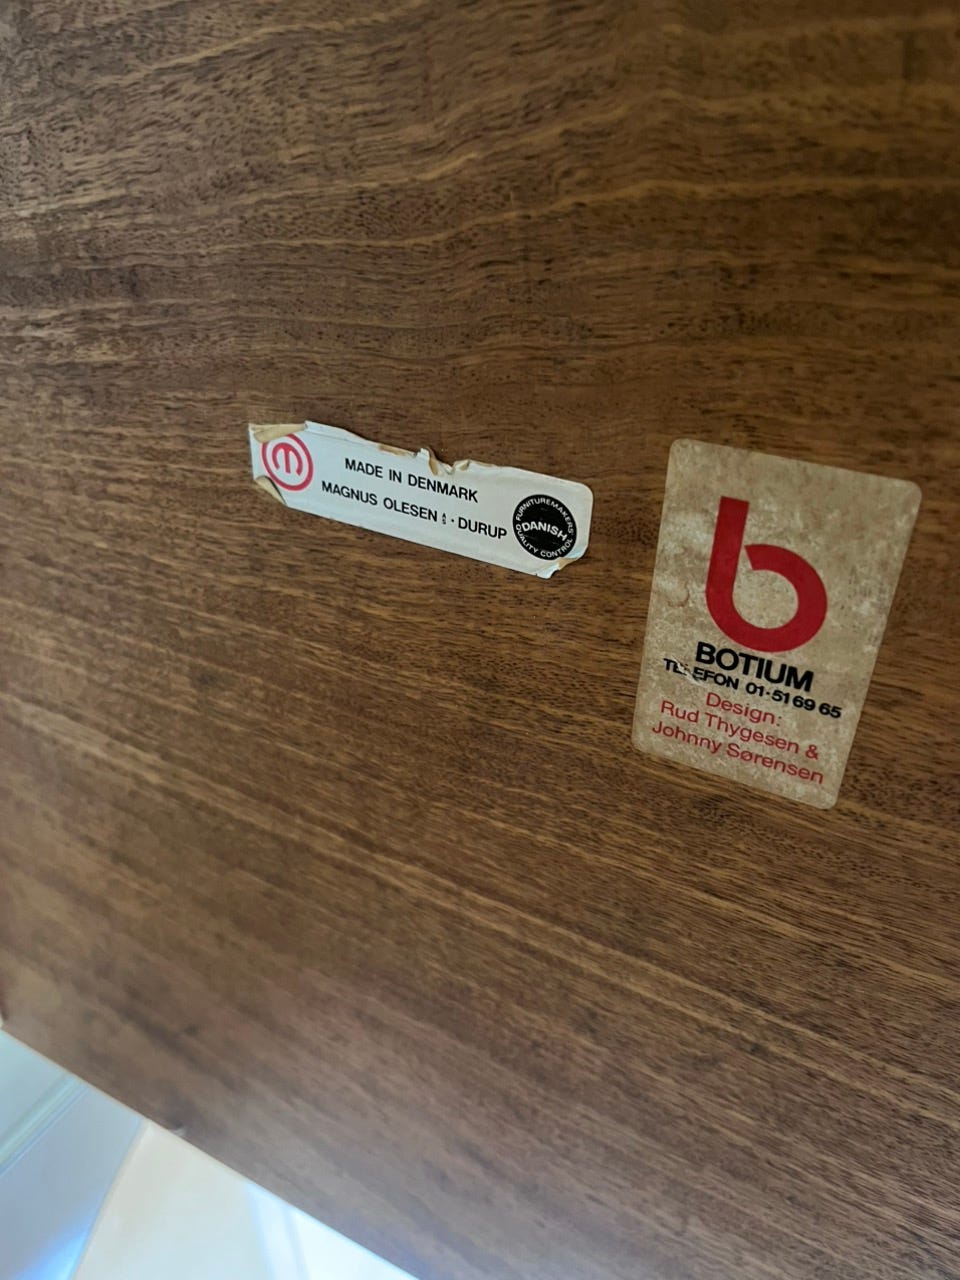 MADE IN DENMARK
MAGNUS OLESEN A/S · DURUP
FURNITUREMAKERS'
DANISH
QUALITY CONTROL
b
BOTIUM
TELEFON 01·51 69 65
Design:
Rud Thygesen &
Johnny Sørensen